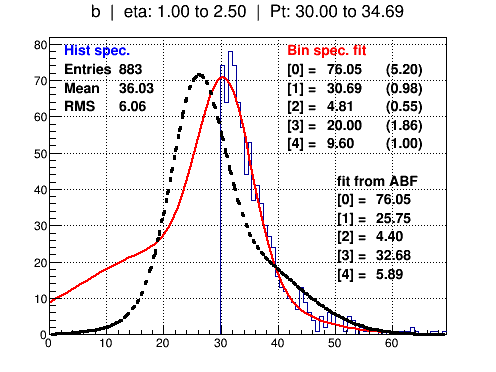 b | eta: 1.00 to 2.50 | Pt: 30.00 to 34.69
Hist spec.
Entries 883
Mean 36.03
RMS 6.06
Bin spec. fit
[0] = 76.05 (5.20)
[1] = 30.69 (0.98)
[2] = 4.81 (0.55)
[3] = 20.00 (1.86)
[4] = 9.60 (1.00)
fit from ABF
[0] = 76.05
[1] = 25.75
[2] = 4.40
[3] = 32.68
[4] = 5.89
80
70
60
50
40
30
20
10
0
0 10 20 30 40 50 60